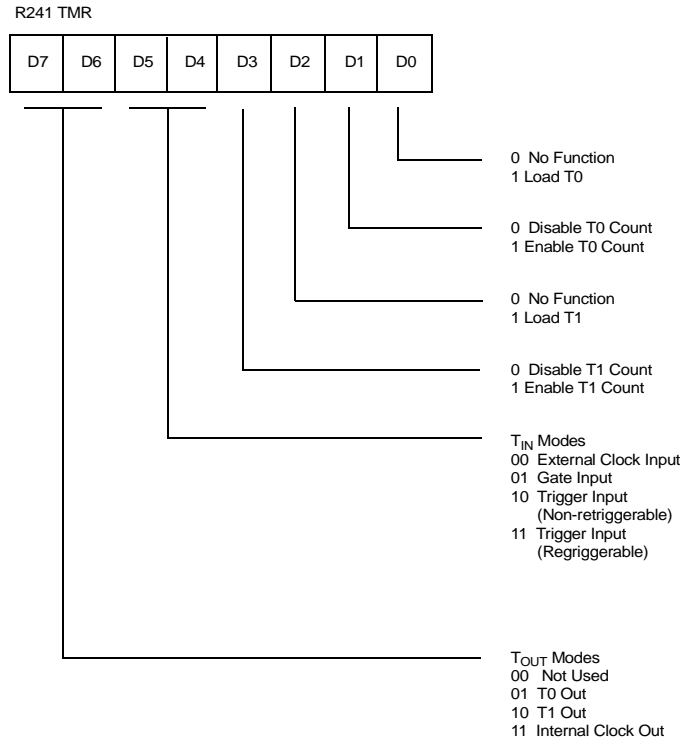 R241 TMR
D7 D6 D5 D4 D3 D2 D1 D0
0 No Function
1 Load T0
0 Disable T0 Count
1 Enable T0 Count
0 No Function
1 Load T1
0 Disable T1 Count
1 Enable T1 Count
TIN Modes
00 External Clock Input
01 Gate Input
10 Trigger Input
(Non-retriggerable)
11 Trigger Input
(Regriggerable)
TOUT Modes
00 Not Used
01 T0 Out
10 T1 Out
11 Internal Clock Out